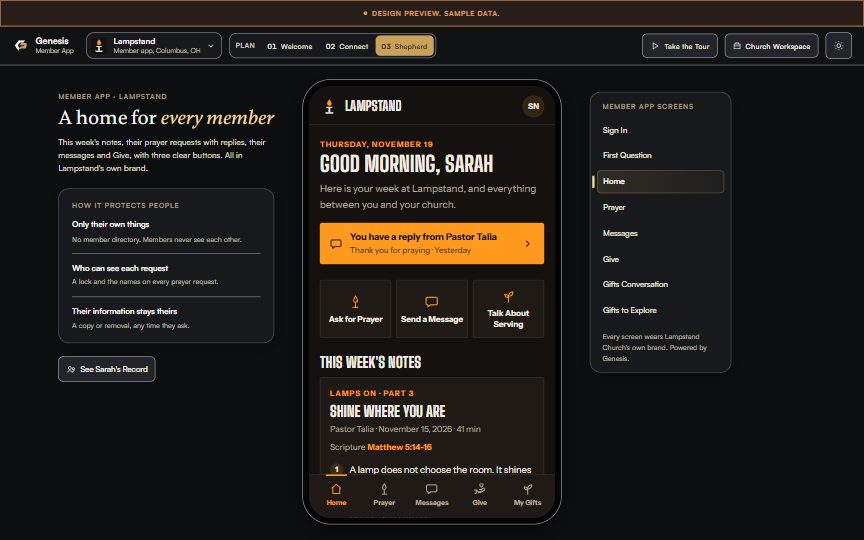 DESIGN PREVIEW. SAMPLE DATA.
Genesis
Member App
Lampstand
Member app, Columbus, OH
PLAN
01 Welcome
02 Connect
03 Shepherd
Take the Tour
Church Workspace
MEMBER APP · LAMPSTAND
A home for every member
This week's notes, their prayer requests with replies, their
messages and Give, with three clear buttons. All in
Lampstand's own brand.
HOW IT PROTECTS PEOPLE
Only their own things
No member directory. Members never see each other.
Who can see each request
A lock and the names on every prayer request.
Their information stays theirs
A copy or removal, any time they ask.
See Sarah's Record
LAMPSTAND
SN
THURSDAY, NOVEMBER 19
GOOD MORNING, SARAH
Here is your week at Lampstand, and everything
between you and your church.
You have a reply from Pastor Talia
Thank you for praying · Yesterday
Ask for Prayer
Send a Message
Talk About
Serving
THIS WEEK'S NOTES
LAMPS ON · PART 3
SHINE WHERE YOU ARE
Pastor Talia · November 15, 2026 · 41 min
Scripture Matthew 5:14-16
1 A lamp does not choose the room. It shines
Home
Prayer
Messages
Give
My Gifts
MEMBER APP SCREENS
Sign In
First Question
Home
Prayer
Messages
Give
Gifts Conversation
Gifts to Explore
Every screen wears Lampstand
Church's own brand. Powered by
Genesis.